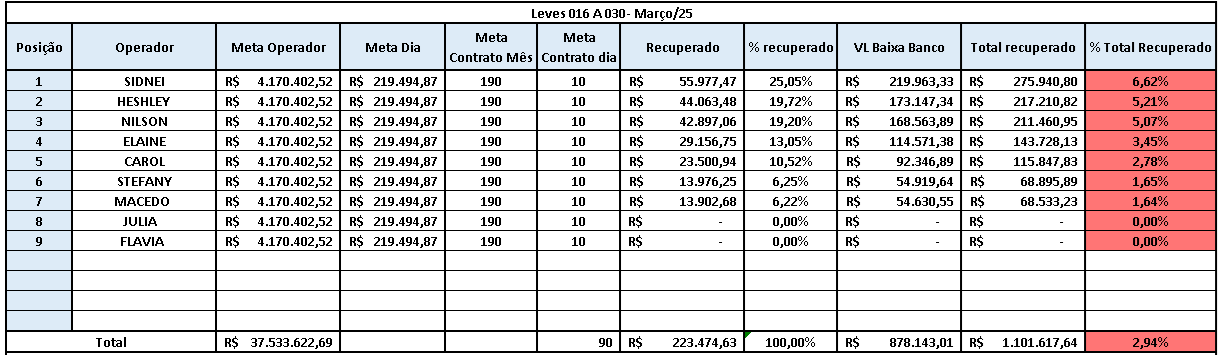 Leves 016 A 030- Março/25
Posição Operador Meta Operador Meta Dia Meta Contrato Mês Meta Contrato dia Recuperado % recuperado VL Baixa Banco Total recuperado % Total Recuperado
1 SIDNEI R$ 4.170.402,52 R$ 219.494,87 190 10 R$ 55.977,47 25,05% R$ 219.963,33 R$ 275.940,80 6,62%
2 HESHLEY R$ 4.170.402,52 R$ 219.494,87 190 10 R$ 44.063,48 19,72% R$ 173.147,34 R$ 217.210,82 5,21%
3 NILSON R$ 4.170.402,52 R$ 219.494,87 190 10 R$ 42.897,06 19,20% R$ 168.563,89 R$ 211.460,95 5,07%
4 ELAINE R$ 4.170.402,52 R$ 219.494,87 190 10 R$ 29.156,75 13,05% R$ 114.571,38 R$ 143.728,13 3,45%
5 CAROL R$ 4.170.402,52 R$ 219.494,87 190 10 R$ 23.500,94 10,52% R$ 92.346,89 R$ 115.847,83 2,78%
6 STEFANY R$ 4.170.402,52 R$ 219.494,87 190 10 R$ 13.976,25 6,25% R$ 54.919,64 R$ 68.895,89 1,65%
7 MACEDO R$ 4.170.402,52 R$ 219.494,87 190 10 R$ 13.902,68 6,22% R$ 54.630,55 R$ 68.533,23 1,64%
8 JULIA R$ 4.170.402,52 R$ 219.494,87 190 10 R$ - 0,00% R$ - R$ - 0,00%
9 FLAVIA R$ 4.170.402,52 R$ 219.494,87 190 10 R$ - 0,00% R$ - R$ - 0,00%
Total R$ 37.533.622,69 90 R$ 223.474,63 100,00% R$ 878.143,01 R$ 1.101.617,64 2,94%